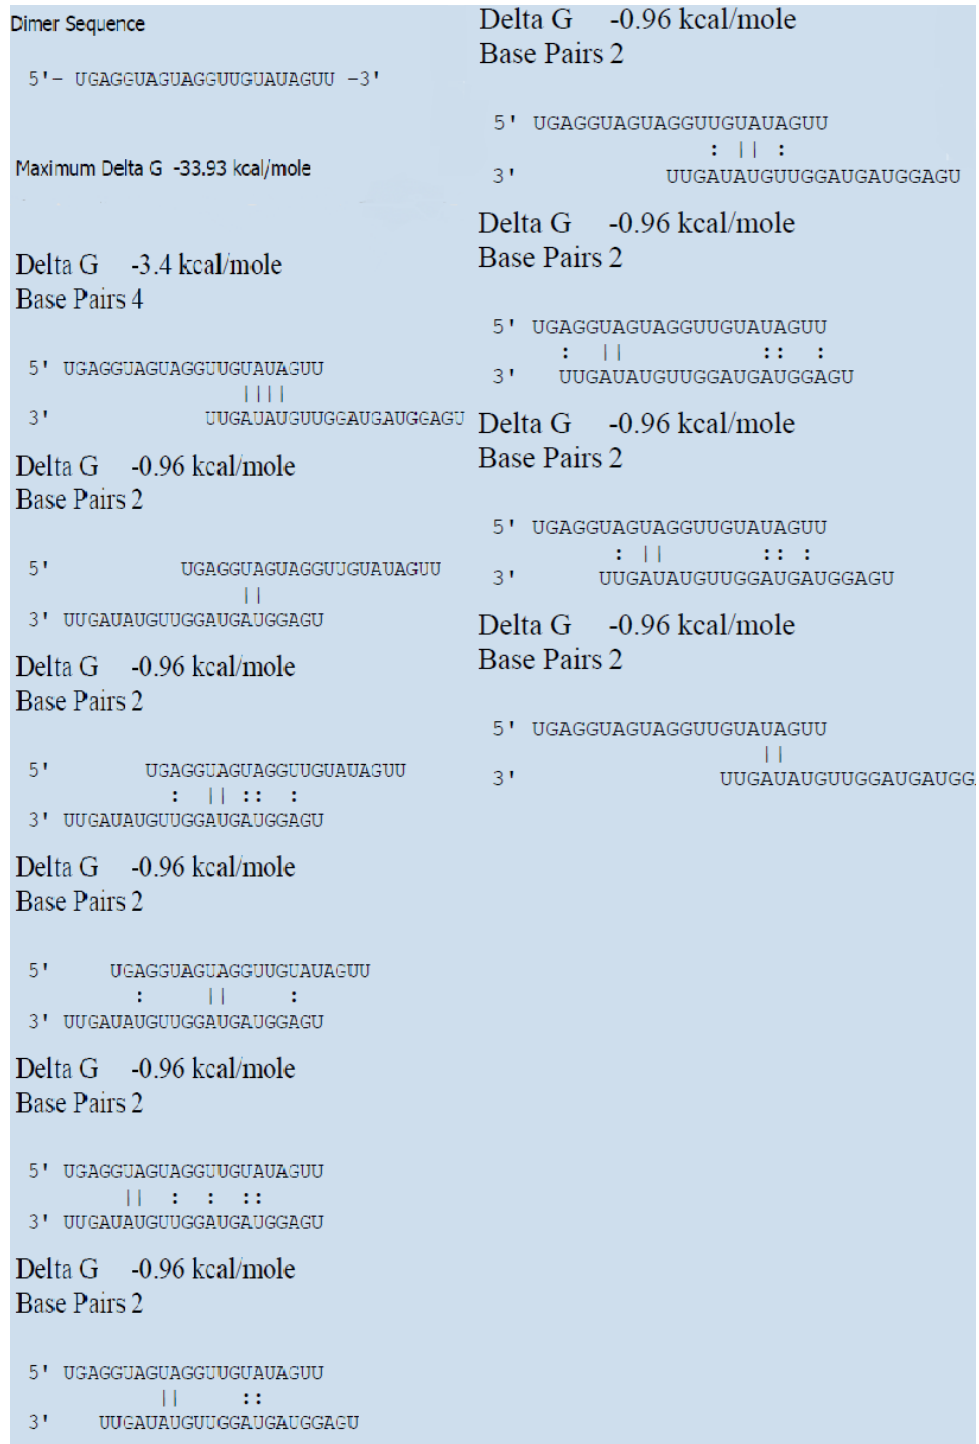 Dimer Sequence
5'- UGAGGUAGUAGGUUGUAUAGUU -3'
Maximum Delta G -33.93 kcal/mole
Delta G -3.4 kcal/mole
Base Pairs 4
5' UGAGGUAGUAGGUUGUAUAGUU
||||
3' UUGAUAUGUUGGAUGAUGGAGU
Delta G -0.96 kcal/mole
Base Pairs 2
5' UGAGGUAGUAGGUUGUAUAGUU
||
3' UUGAUAUGUUGGAUGAUGGAGU
Delta G -0.96 kcal/mole
Base Pairs 2
5' UGAGGUAGUAGGUUGUAUAGUU
: || :: :
3' UUGAUAUGUUGGAUGAUGGAGU
Delta G -0.96 kcal/mole
Base Pairs 2
5' UGAGGUAGUAGGUUGUAUAGUU
: || :
3' UUGAUAUGUUGGAUGAUGGAGU
Delta G -0.96 kcal/mole
Base Pairs 2
5' UGAGGUAGUAGGUUGUAUAGUU
|| : : ::
3' UUGAUAUGUUGGAUGAUGGAGU
Delta G -0.96 kcal/mole
Base Pairs 2
5' UGAGGUAGUAGGUUGUAUAGUU
|| ::
3' UUGAUAUGUUGGAUGAUGGAGU
Delta G -0.96 kcal/mole
Base Pairs 2
5' UGAGGUAGUAGGUUGUAUAGUU
: || :
3' UUGAUAUGUUGGAUGAUGGAGU
Delta G -0.96 kcal/mole
Base Pairs 2
5' UGAGGUAGUAGGUUGUAUAGUU
: || :: :
3' UUGAUAUGUUGGAUGAUGGAGU
Delta G -0.96 kcal/mole
Base Pairs 2
5' UGAGGUAGUAGGUUGUAUAGUU
: || :: :
3' UUGAUAUGUUGGAUGAUGGAGU
Delta G -0.96 kcal/mole
Base Pairs 2
5' UGAGGUAGUAGGUUGUAUAGUU
||
3' UUGAUAUGUUGGAUGAUGG